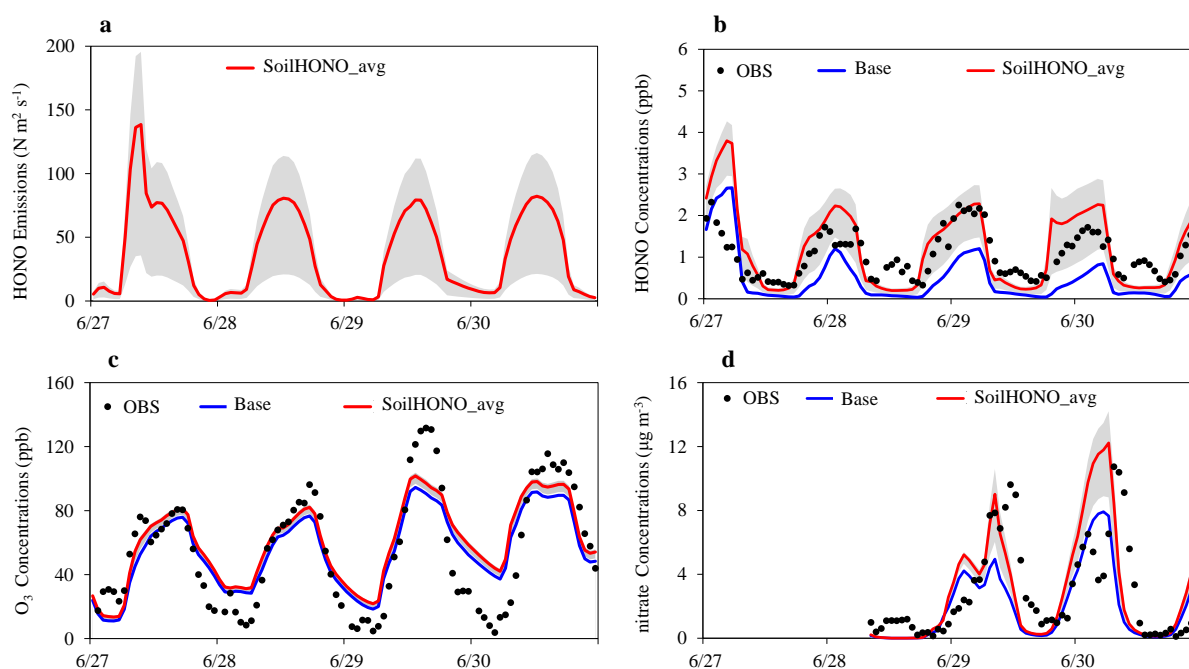 a
HONO Emissions (N m² s⁻¹)
200
150
100
50
0
SoilHONO_avg
6/27 6/28 6/29 6/30
b
HONO Concentrations (ppb)
6
5
4
3
2
1
0
OBS Base SoilHONO_avg
6/27 6/28 6/29 6/30
c
O₃ Concentrations (ppb)
160
120
80
40
0
OBS Base SoilHONO_avg
6/27 6/28 6/29 6/30
d
nitrate Concentrations (μg m⁻³)
16
12
8
4
0
OBS Base SoilHONO_avg
6/27 6/28 6/29 6/30